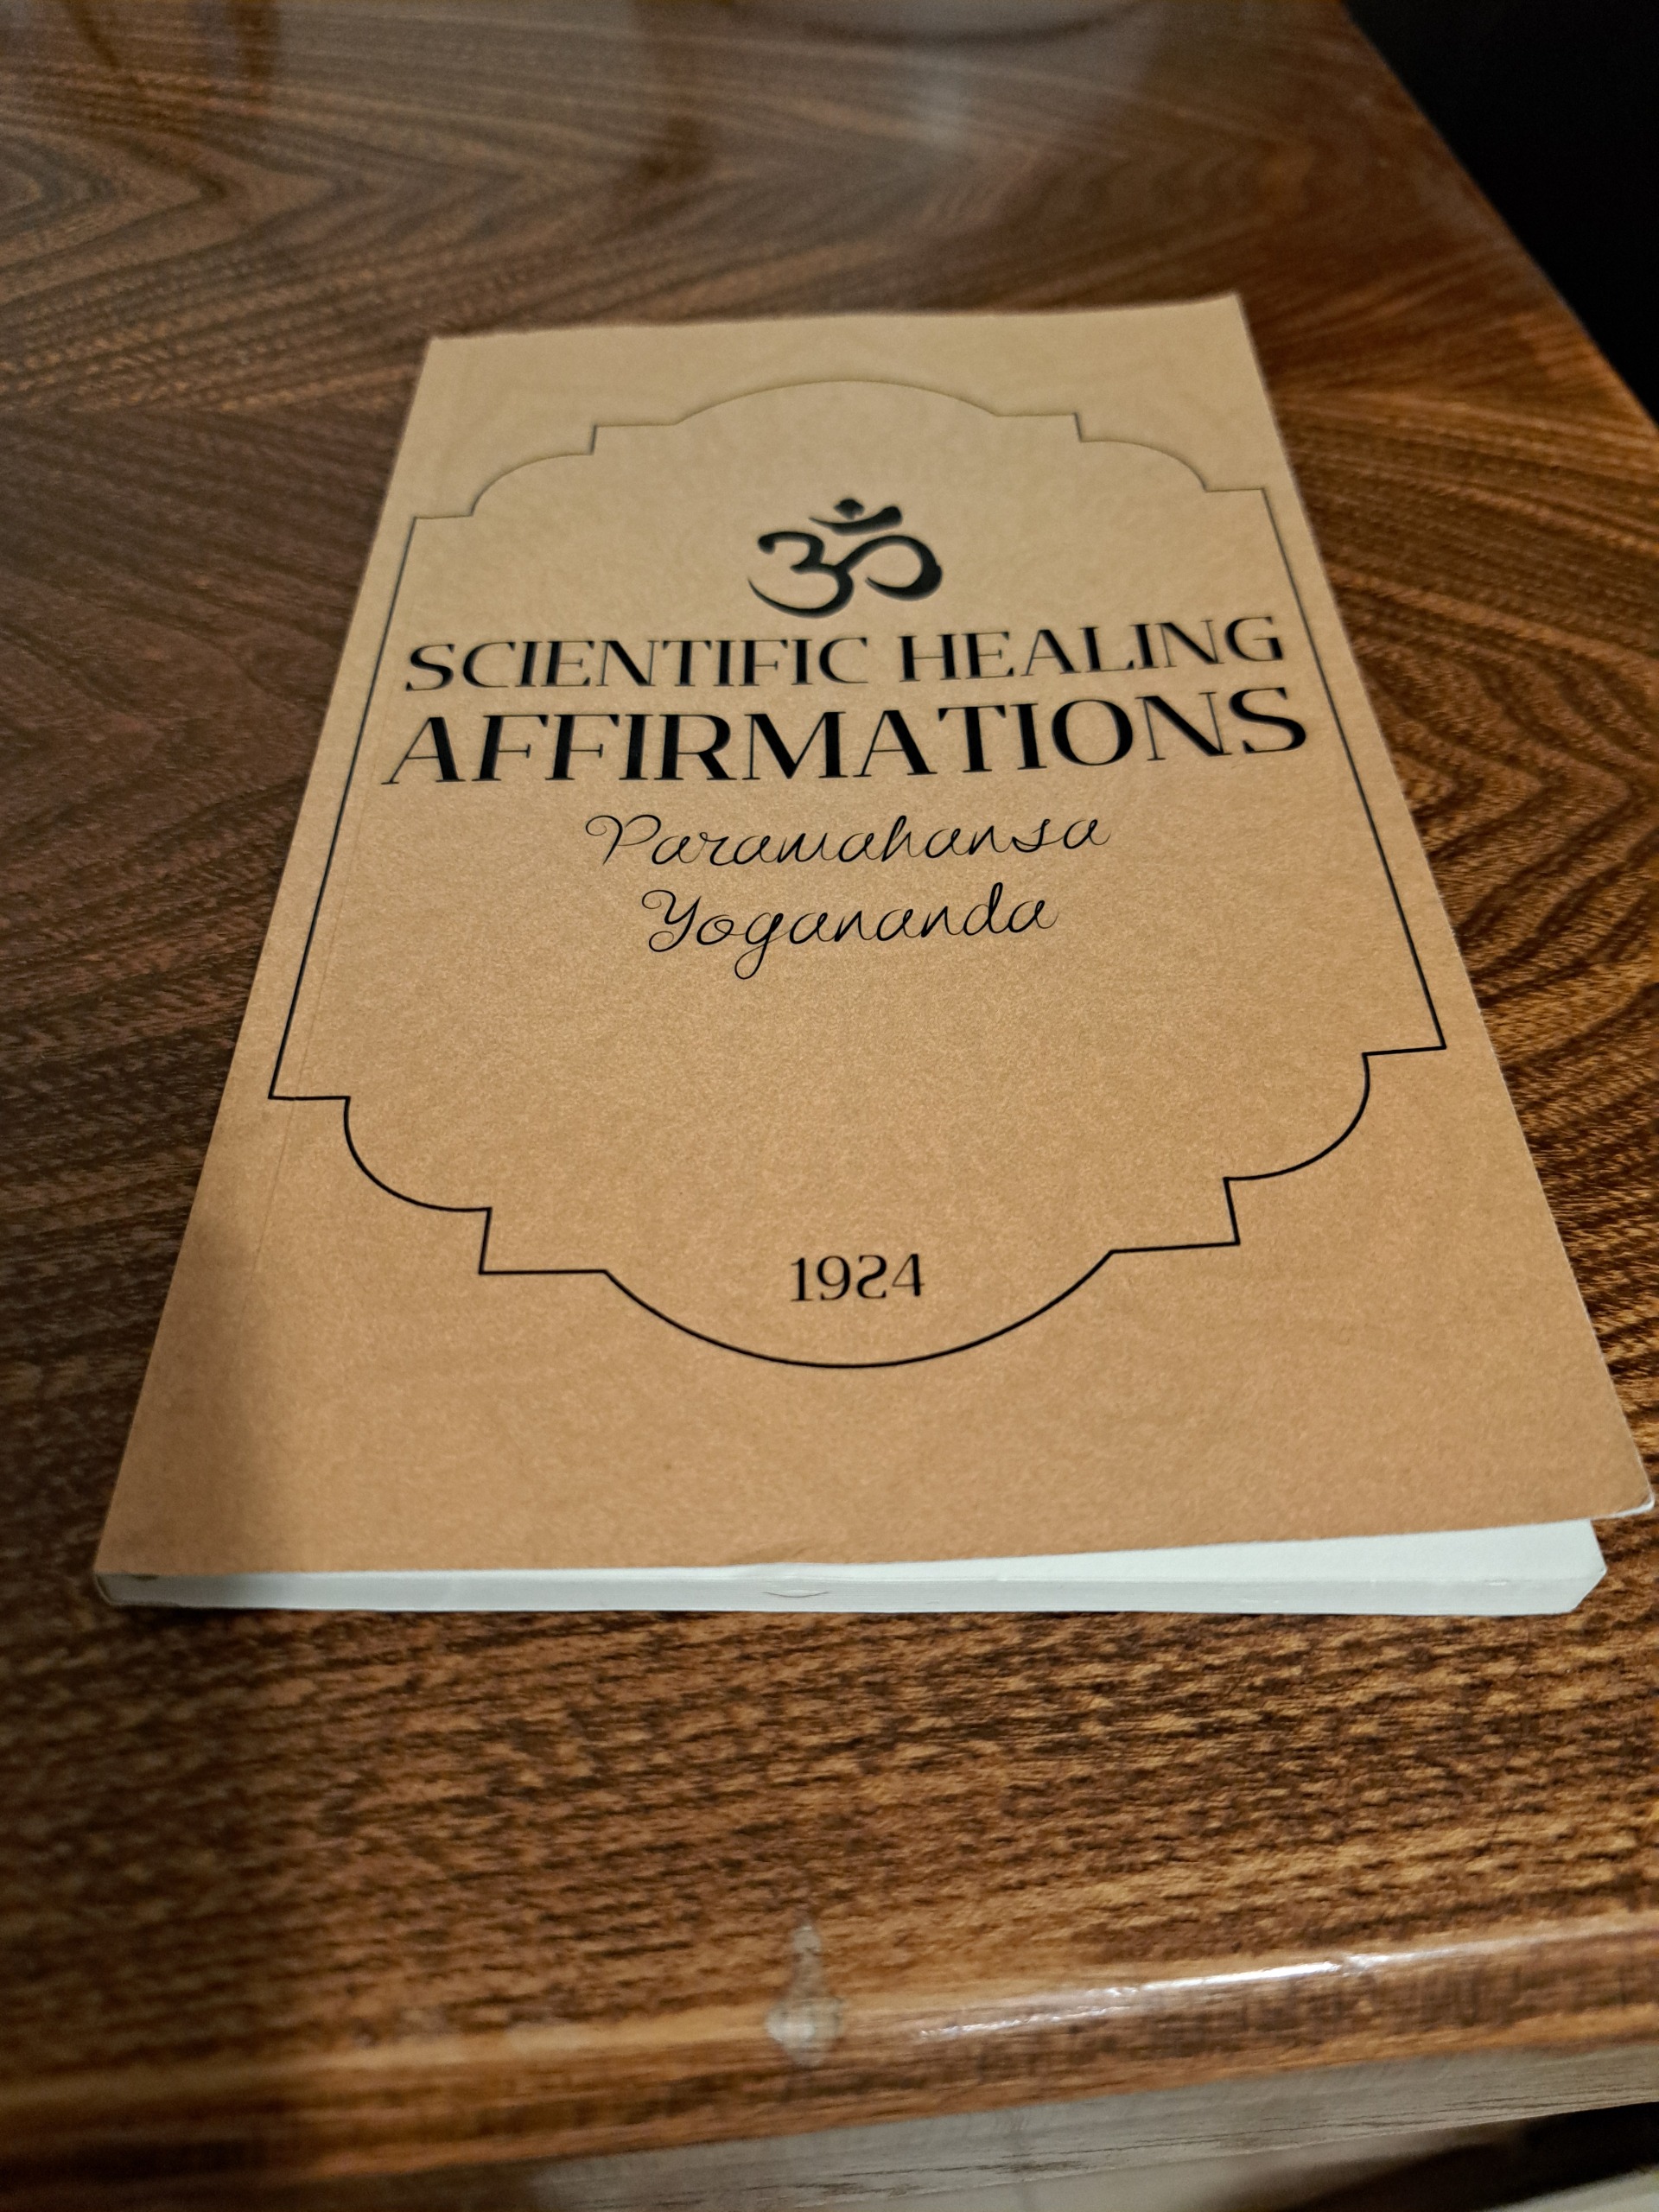 ॐ
SCIENTIFIC HEALING
AFFIRMATIONS
Paramahansa
Yogananda
1924